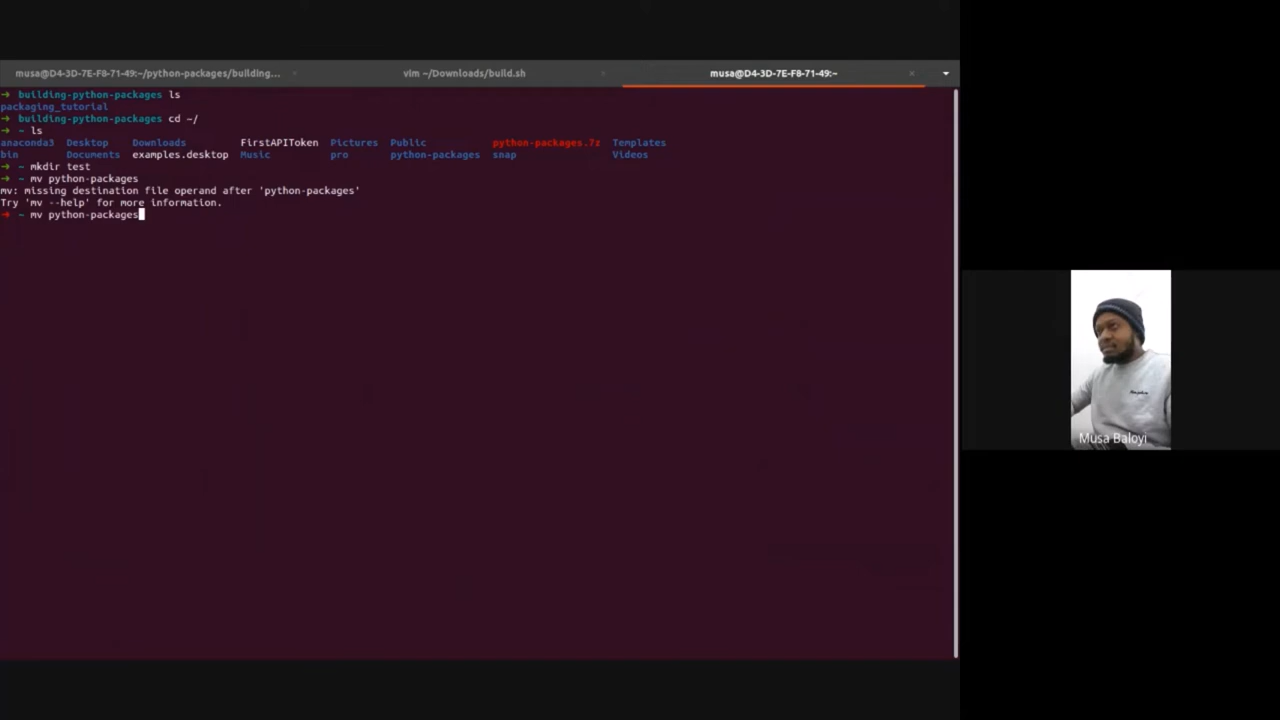 musa@D4-3D-7E-F8-71-49:~/python-packages/building... × vim ~/Downloads/build.sh × musa@D4-3D-7E-F8-71-49:~ ×
➜ building-python-packages ls
packaging_tutorial
➜ building-python-packages cd ~/
➜ ~ ls
anaconda3 Desktop Downloads FirstAPIToken Pictures Public python-packages.7z Templates
bin Documents examples.desktop Music pro python-packages snap Videos
➜ ~ mkdir test
➜ ~ mv python-packages
mv: missing destination file operand after 'python-packages'
Try 'mv --help' for more information.
➜ ~ mv python-packages
Musa Baloyi